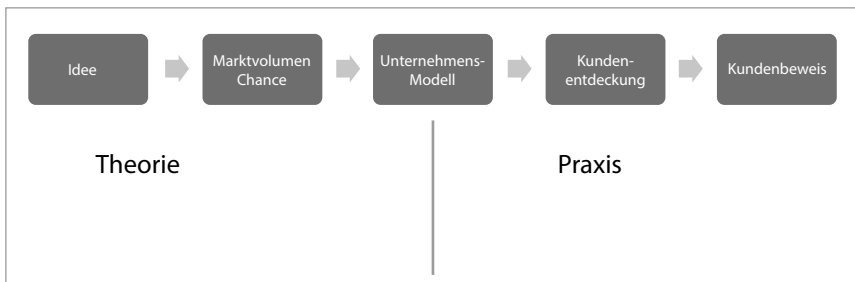 Idee
Marktvolumen
Chance
Unternehmens-
Modell
Kunden-
entdeckung
Kundenbeweis
Theorie
Praxis